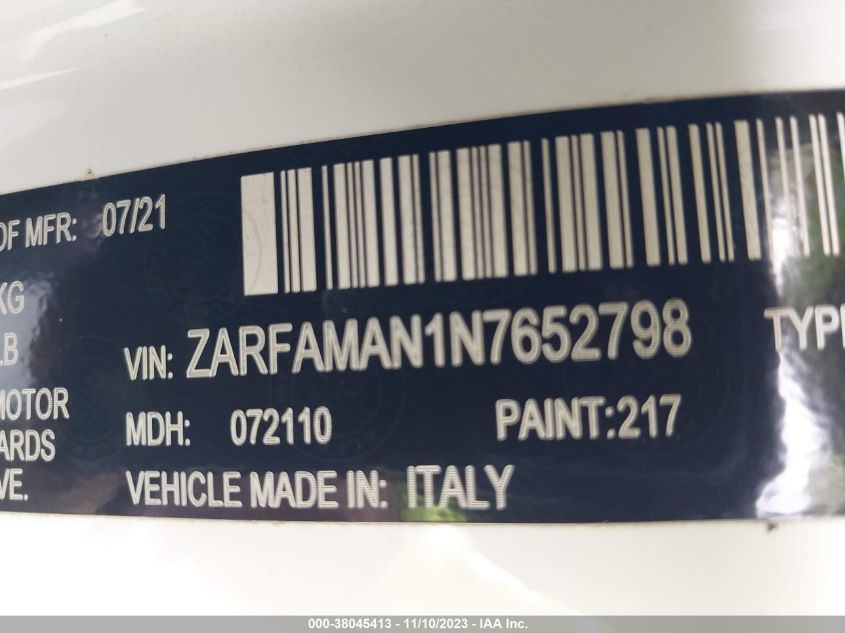 OF MFR: 07/21
KG
LB
VIN: ZARFAMAN1N7652798 TYPE
MOTOR
MDH: 072110 PAINT:217
ARDS
VE.
VEHICLE MADE IN: ITALY
000-38045413 - 11/10/2023 - IAA Inc.